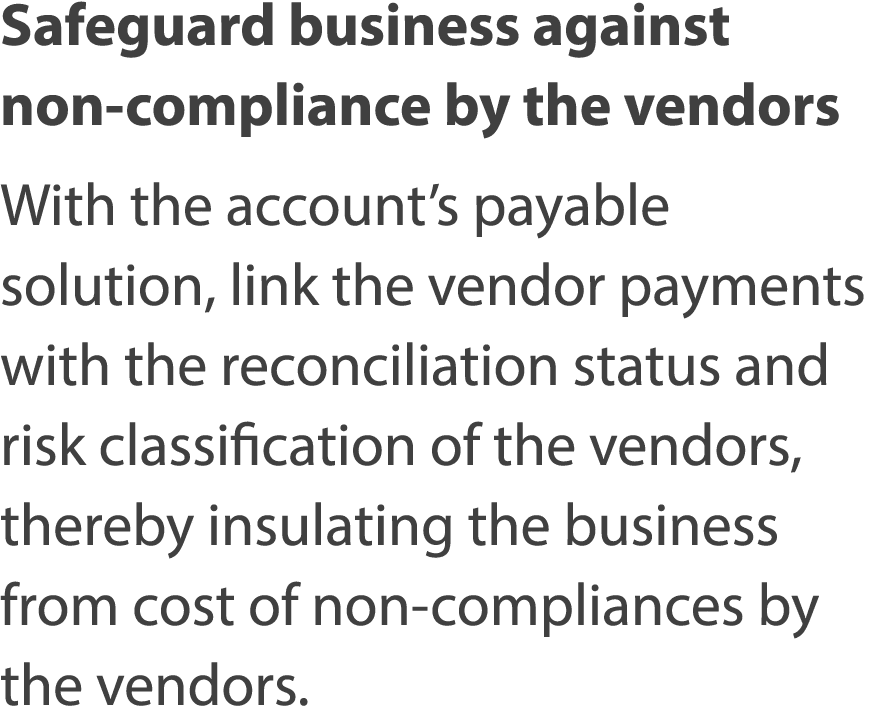 Safeguard business against
non-compliance by the vendors
With the account’s payable
solution, link the vendor payments
with the reconciliation status and
risk classification of the vendors,
thereby insulating the business
from cost of non-compliances by
the vendors.